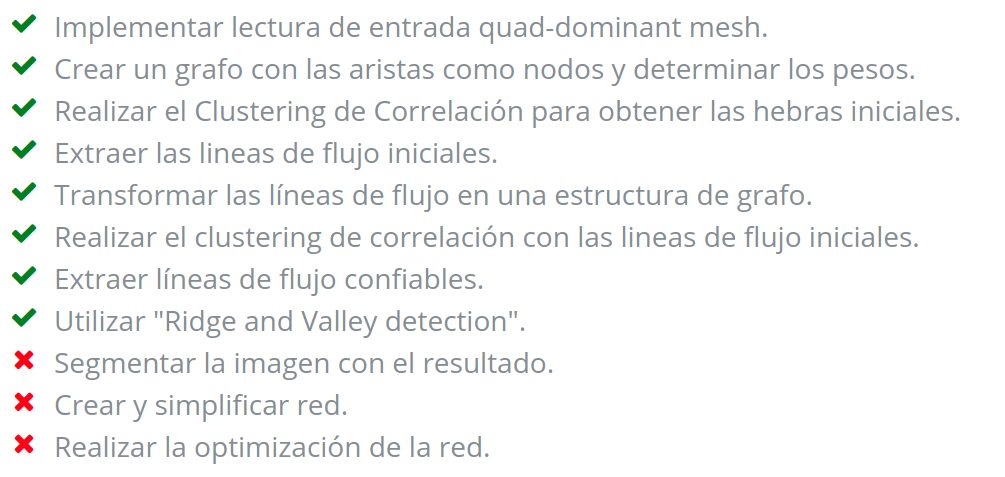 Implementar lectura de entrada quad-dominant mesh.
Crear un grafo con las aristas como nodos y determinar los pesos.
Realizar el Clustering de Correlación para obtener las hebras iniciales.
Extraer las lineas de flujo iniciales.
Transformar las líneas de flujo en una estructura de grafo.
Realizar el clustering de correlación con las lineas de flujo iniciales.
Extraer líneas de flujo confiables.
Utilizar "Ridge and Valley detection".
Segmentar la imagen con el resultado.
Crear y simplificar red.
Realizar la optimización de la red.